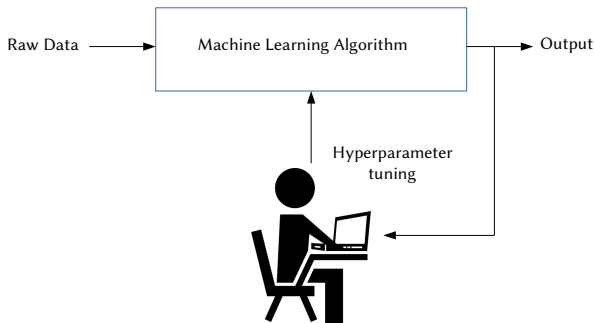 Raw Data
Machine Learning Algorithm
Output
Hyperparameter
tuning